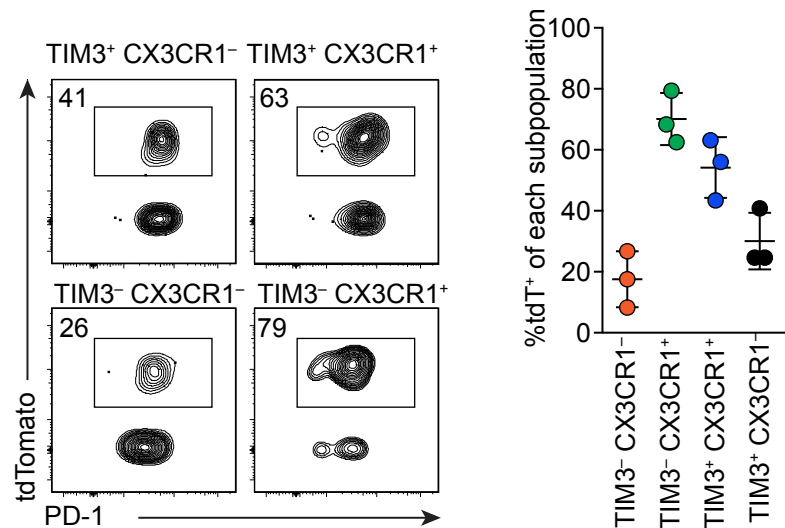 TIM3⁺ CX3CR1⁻ TIM3⁺ CX3CR1⁺
41
63
TIM3⁻ CX3CR1⁻
TIM3⁻ CX3CR1⁺
26
79
tdTomato
PD-1
%tdT⁺ of each subpopulation
100
80
60
40
20
0
TIM3⁻ CX3CR1⁻
TIM3⁻ CX3CR1⁺
TIM3⁺ CX3CR1⁺
TIM3⁺ CX3CR1⁻